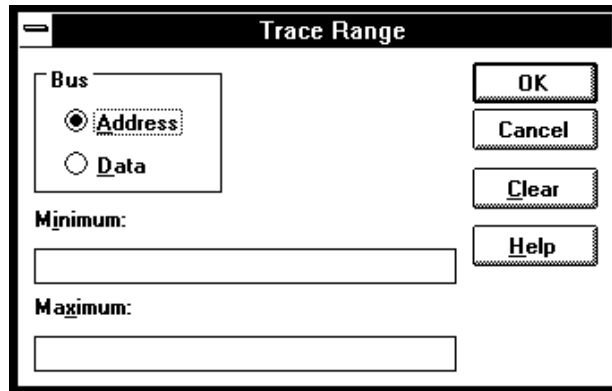 Trace Range
Bus
Address
Data
Minimum:
Maximum:
OK
Cancel
Clear
Help